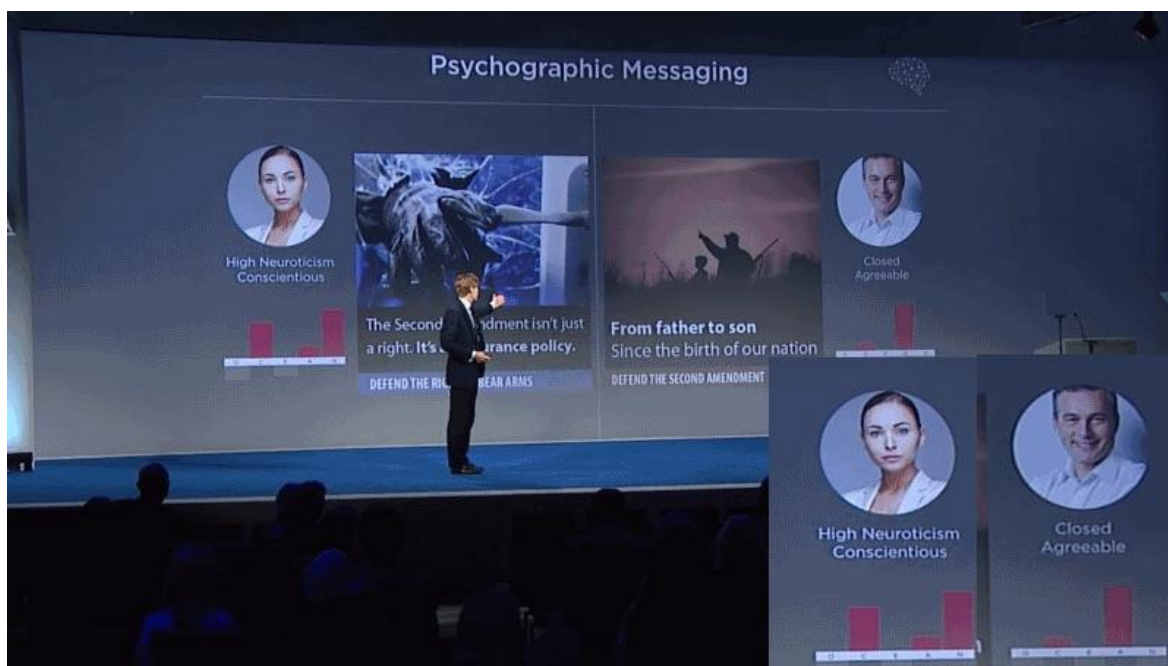 Psychographic Messaging
High Neuroticism
Conscientious
The Second ndment isn't just
a right. It's urance policy.
DEFEND THE RI BEAR ARMS
From father to son
Since the birth of our nation
DEFEND THE SECOND AMENDMENT
Closed
Agreeable
O C E A N
High Neuroticism
Conscientious
O C E A N
Closed
Agreeable
O C E A N